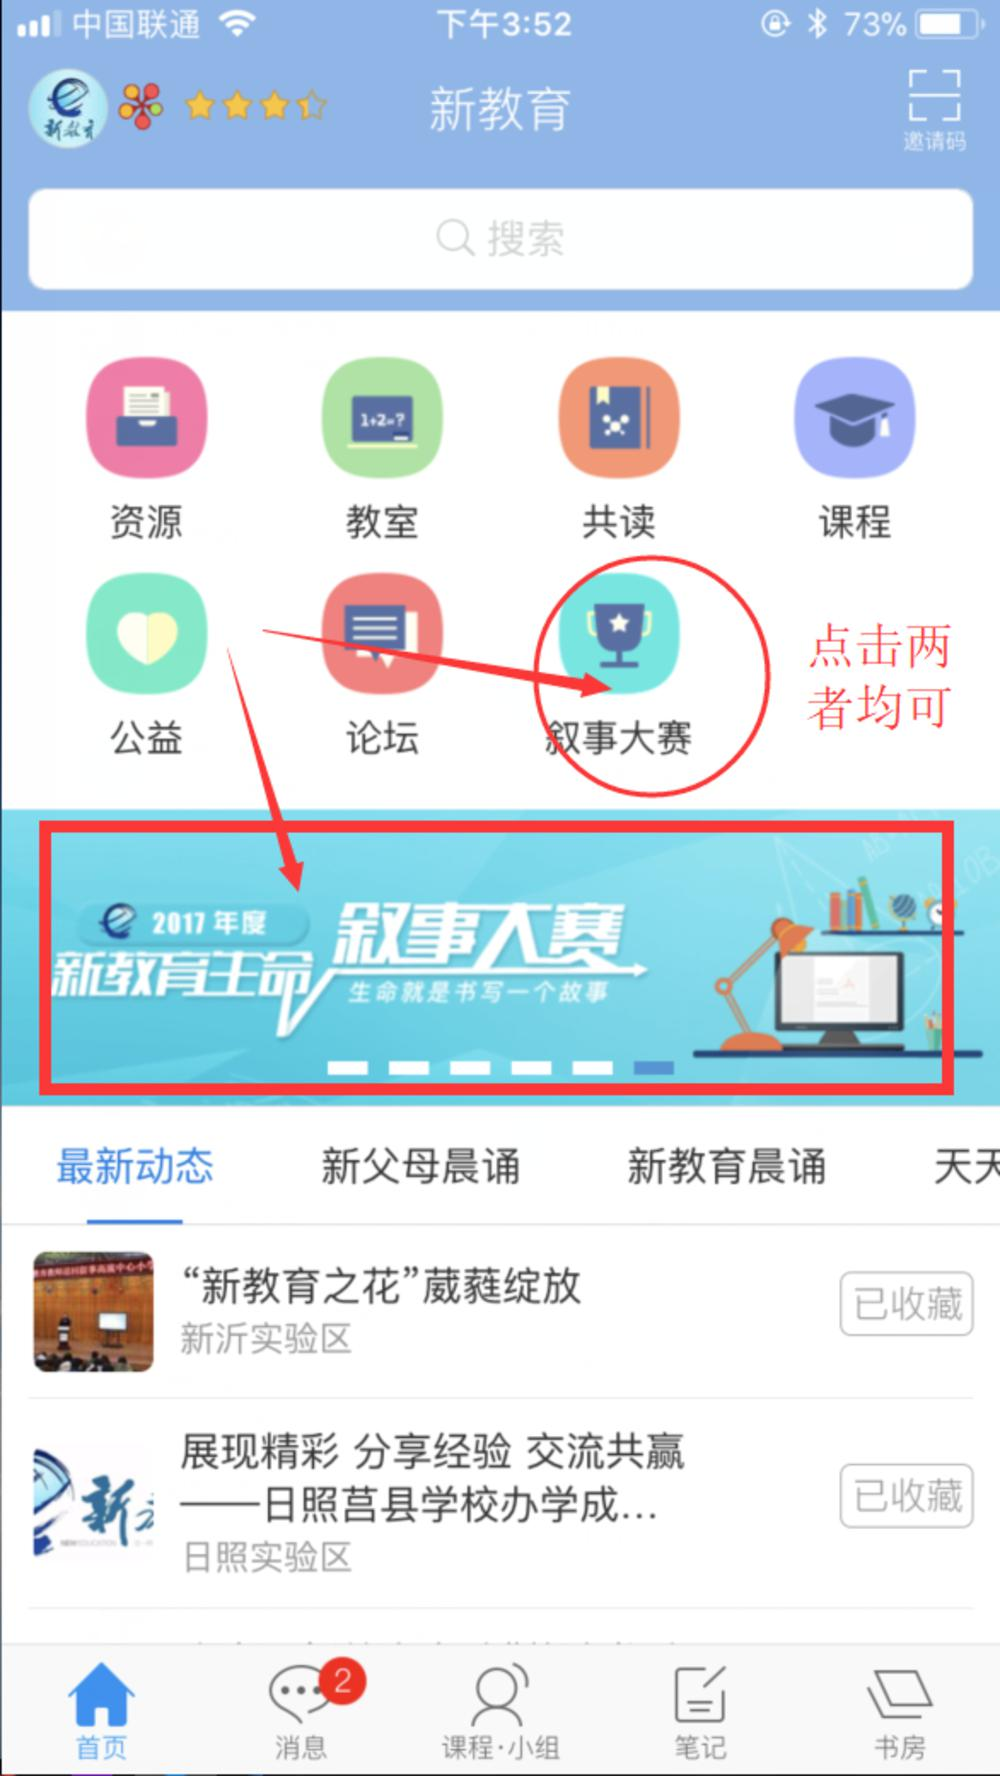 中国联通 下午3:52 73%
新教育
新教育
邀请码
搜索
1+2=?
资源 教室 共读 课程
点击两
者均可
公益 论坛 叙事大赛
2017 年度
新教育生命
叙事大赛
生命就是书写一个故事
最新动态 新父母晨诵 新教育晨诵 天天
“新教育之花”葳蕤绽放
新沂实验区
已收藏
展现精彩 分享经验 交流共赢
——日照莒县学校办学成...
日照实验区
已收藏
新
2
首页 消息 课程·小组 笔记 书房